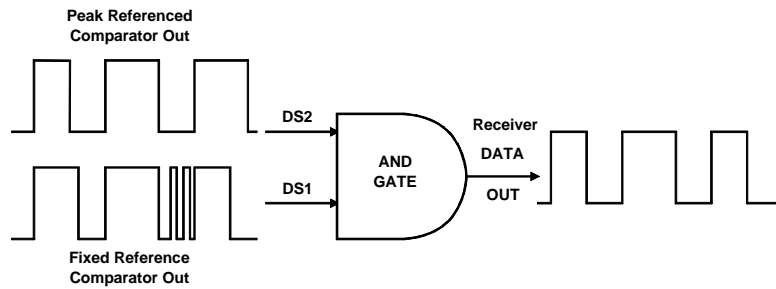 Peak Referenced
Comparator Out
DS2
DS1
AND
GATE
Receiver
DATA
OUT
Fixed Reference
Comparator Out